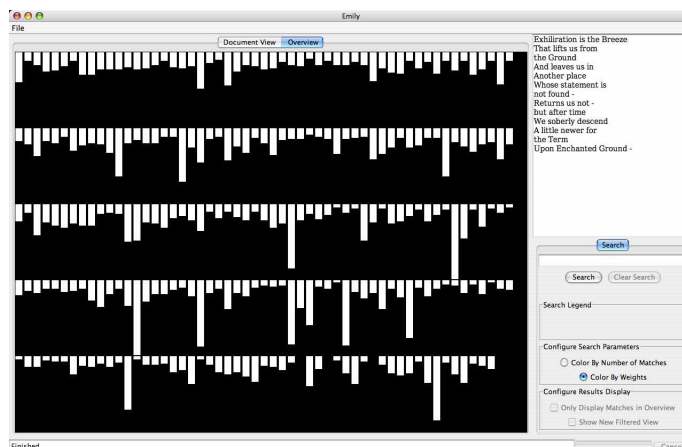 Emily
File
Document View Overview
Exhiliration is the Breeze
That lifts us from
the Ground
And leaves us in
Another place
Whose statement is
not found -
Returns us not -
but after time
We soberly descend
A little newer for
the Term
Upon Enchanted Ground -
Search
Search Clear Search
Search Legend
Configure Search Parameters
Color By Number of Matches
Color By Weights
Configure Results Display
Only Display Matches in Overview
Show New Filtered View
Finished